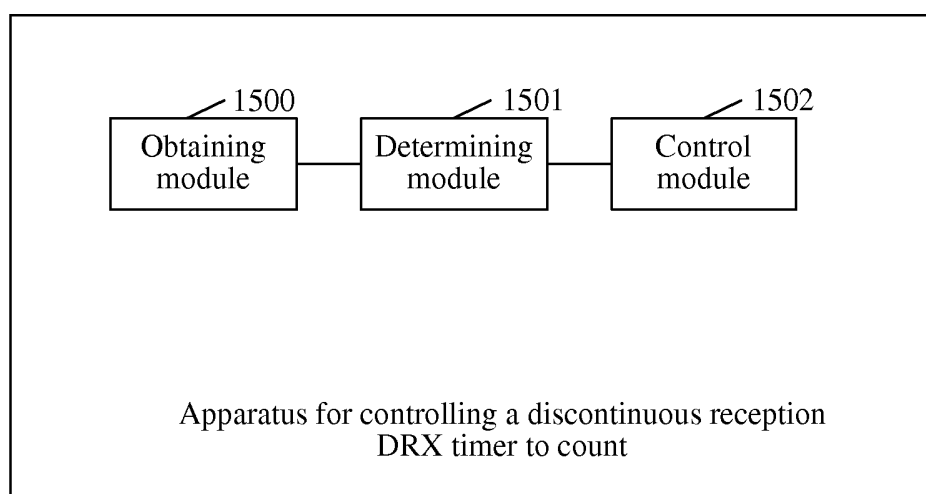 1500
1501
1502
Obtaining
module
Determining
module
Control
module
Apparatus for controlling a discontinuous reception
DRX timer to count